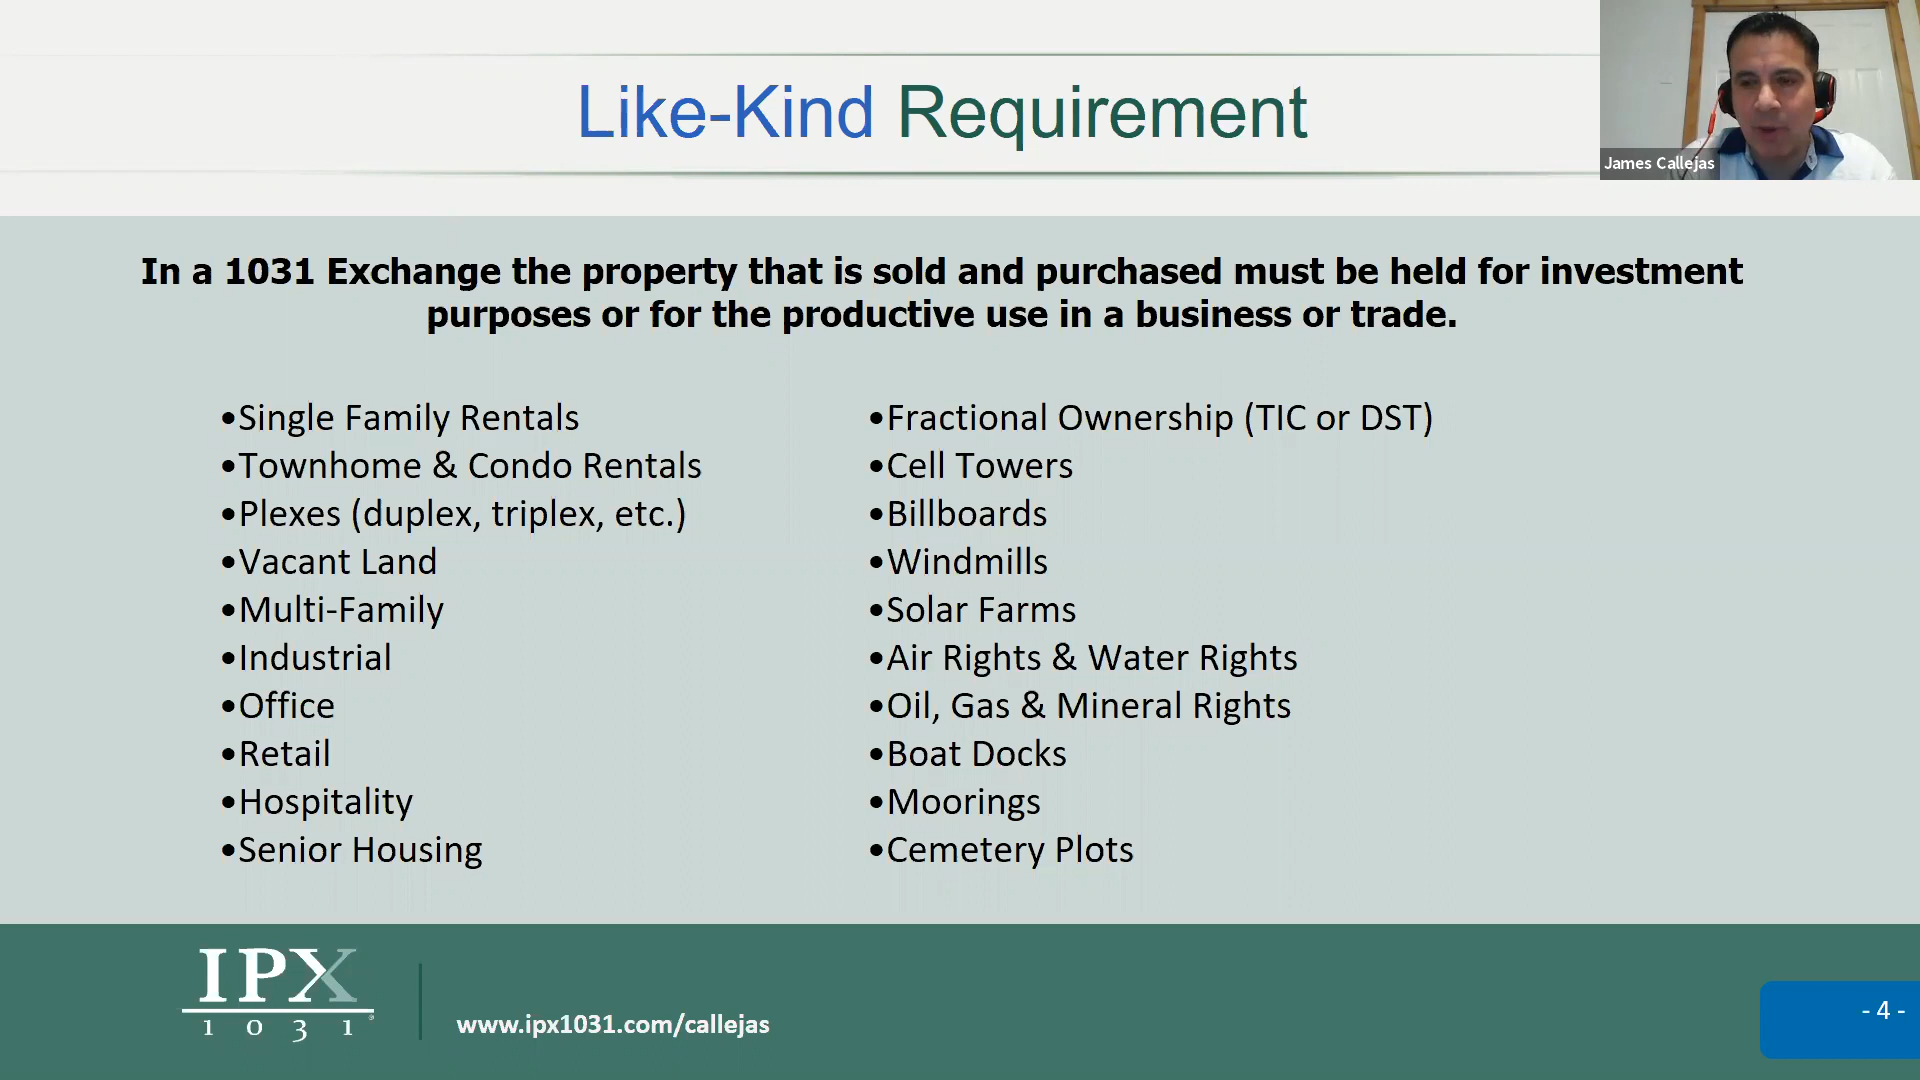 Like-Kind Requirement
James Callejas
In a 1031 Exchange the property that is sold and purchased must be held for investment
purposes or for the productive use in a business or trade.
•Single Family Rentals
•Townhome & Condo Rentals
•Plexes (duplex, triplex, etc.)
•Vacant Land
•Multi-Family
•Industrial
•Office
•Retail
•Hospitality
•Senior Housing
•Fractional Ownership (TIC or DST)
•Cell Towers
•Billboards
•Windmills
•Solar Farms
•Air Rights & Water Rights
•Oil, Gas & Mineral Rights
•Boat Docks
•Moorings
•Cemetery Plots
IPX
1031®
www.ipx1031.com/callejas
- 4 -